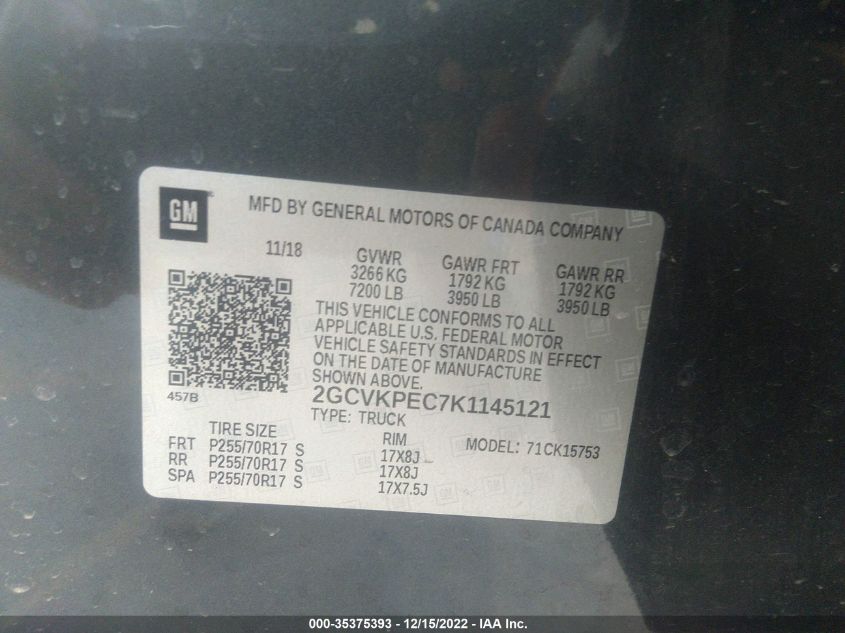 GM
MFD BY GENERAL MOTORS OF CANADA COMPANY
11/18 GVWR GAWR FRT GAWR RR
3266 KG 1792 KG 1792 KG
7200 LB 3950 LB 3950 LB
THIS VEHICLE CONFORMS TO ALL
APPLICABLE U.S. FEDERAL MOTOR
VEHICLE SAFETY STANDARDS IN EFFECT
ON THE DATE OF MANUFACTURE
SHOWN ABOVE.
457B
2GCVKPEC7K1145121
TYPE: TRUCK
TIRE SIZE RIM MODEL: 71CK15753
FRT P255/70R17 S 17X8J
RR P255/70R17 S 17X8J
SPA P255/70R17 S 17X7.5J
000-35375393 - 12/15/2022 - IAA Inc.